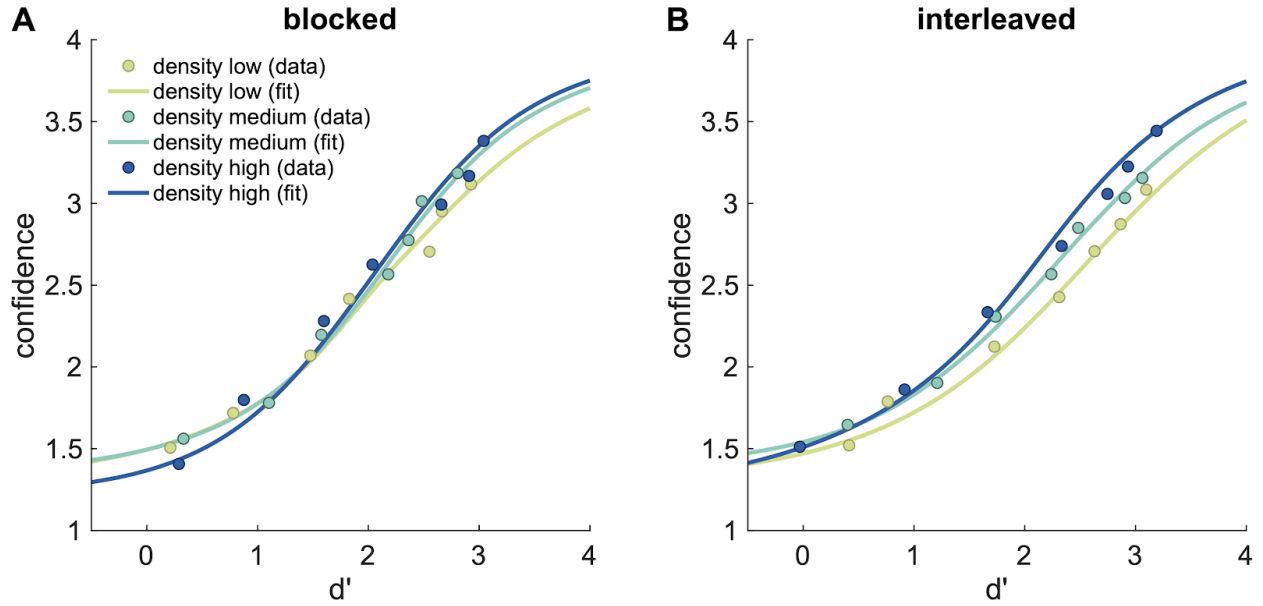 A
blocked
4
3.5
3
2.5
2
1.5
1
confidence
density low (data)
density low (fit)
density medium (data)
density medium (fit)
density high (data)
density high (fit)
0 1 2 3 4
d'
B
interleaved
4
3.5
3
2.5
2
1.5
1
confidence
0 1 2 3 4
d'